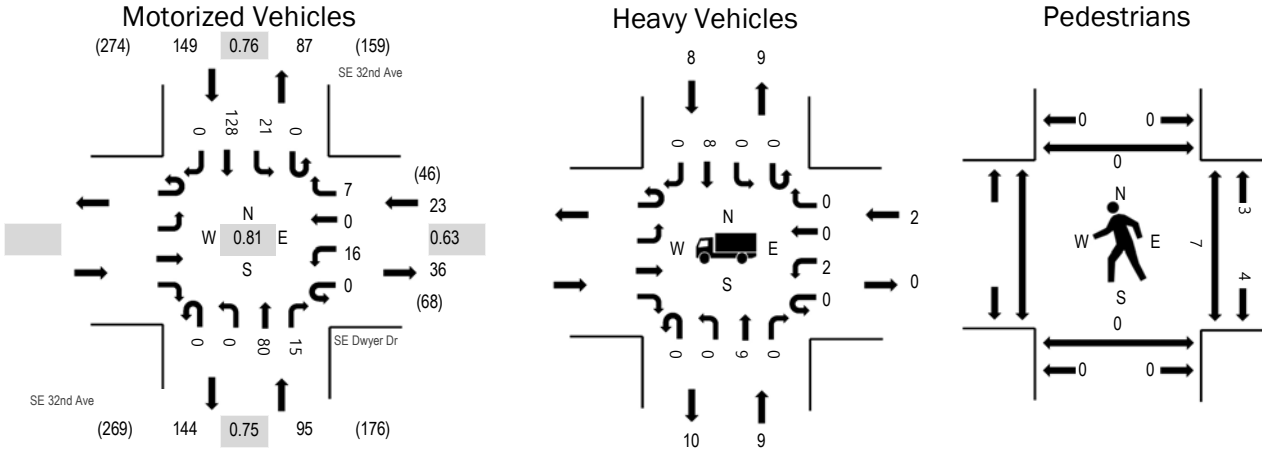 Motorized Vehicles
(274) 149 0.76 87 (159)
SE 32nd Ave
0 128 21 0
(46)
7
23
0
N
W 0.81 E
0.63
S
16
36
0
(68)
0 0 80 15
SE Dwyer Dr
SE 32nd Ave
(269) 144 0.75 95 (176)
Heavy Vehicles
8 9
0 8 0 0
0
2
0
N
W E
S
2
0
0
0 0 9 0
10 9
Pedestrians
0 0
0
N
W E
S
3
7
4
0
0 0